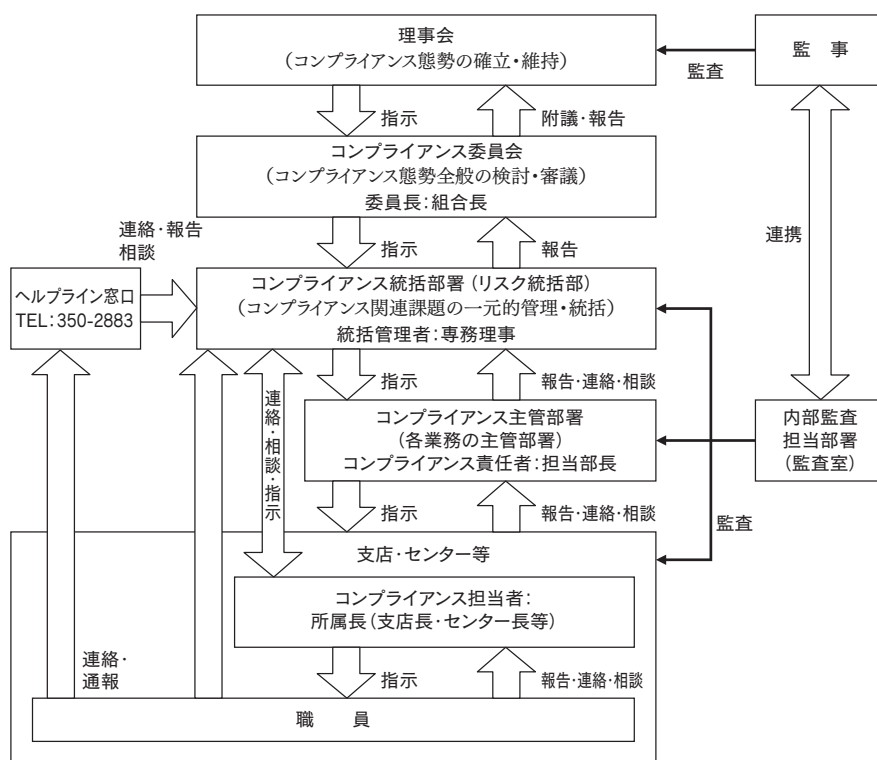 理事会
（コンプライアンス態勢の確立・維持）
監　事
監査
指示
附議・報告
コンプライアンス委員会
（コンプライアンス態勢全般の検討・審議）
委員長：組合長
連携
連絡・報告
相談
指示
報告
ヘルプライン窓口
TEL：350-2883
コンプライアンス統括部署（リスク統括部）
（コンプライアンス関連課題の一元的管理・統括）
統括管理者：専務理事
指示
報告・連絡・相談
連絡・相談・指示
コンプライアンス主管部署
（各業務の主管部署）
コンプライアンス責任者：担当部長
内部監査
担当部署
（監査室）
指示
報告・連絡・相談
監査
支店・センター等
コンプライアンス担当者：
所属長（支店長・センター長等）
連絡・
通報
指示
報告・連絡・相談
職　員